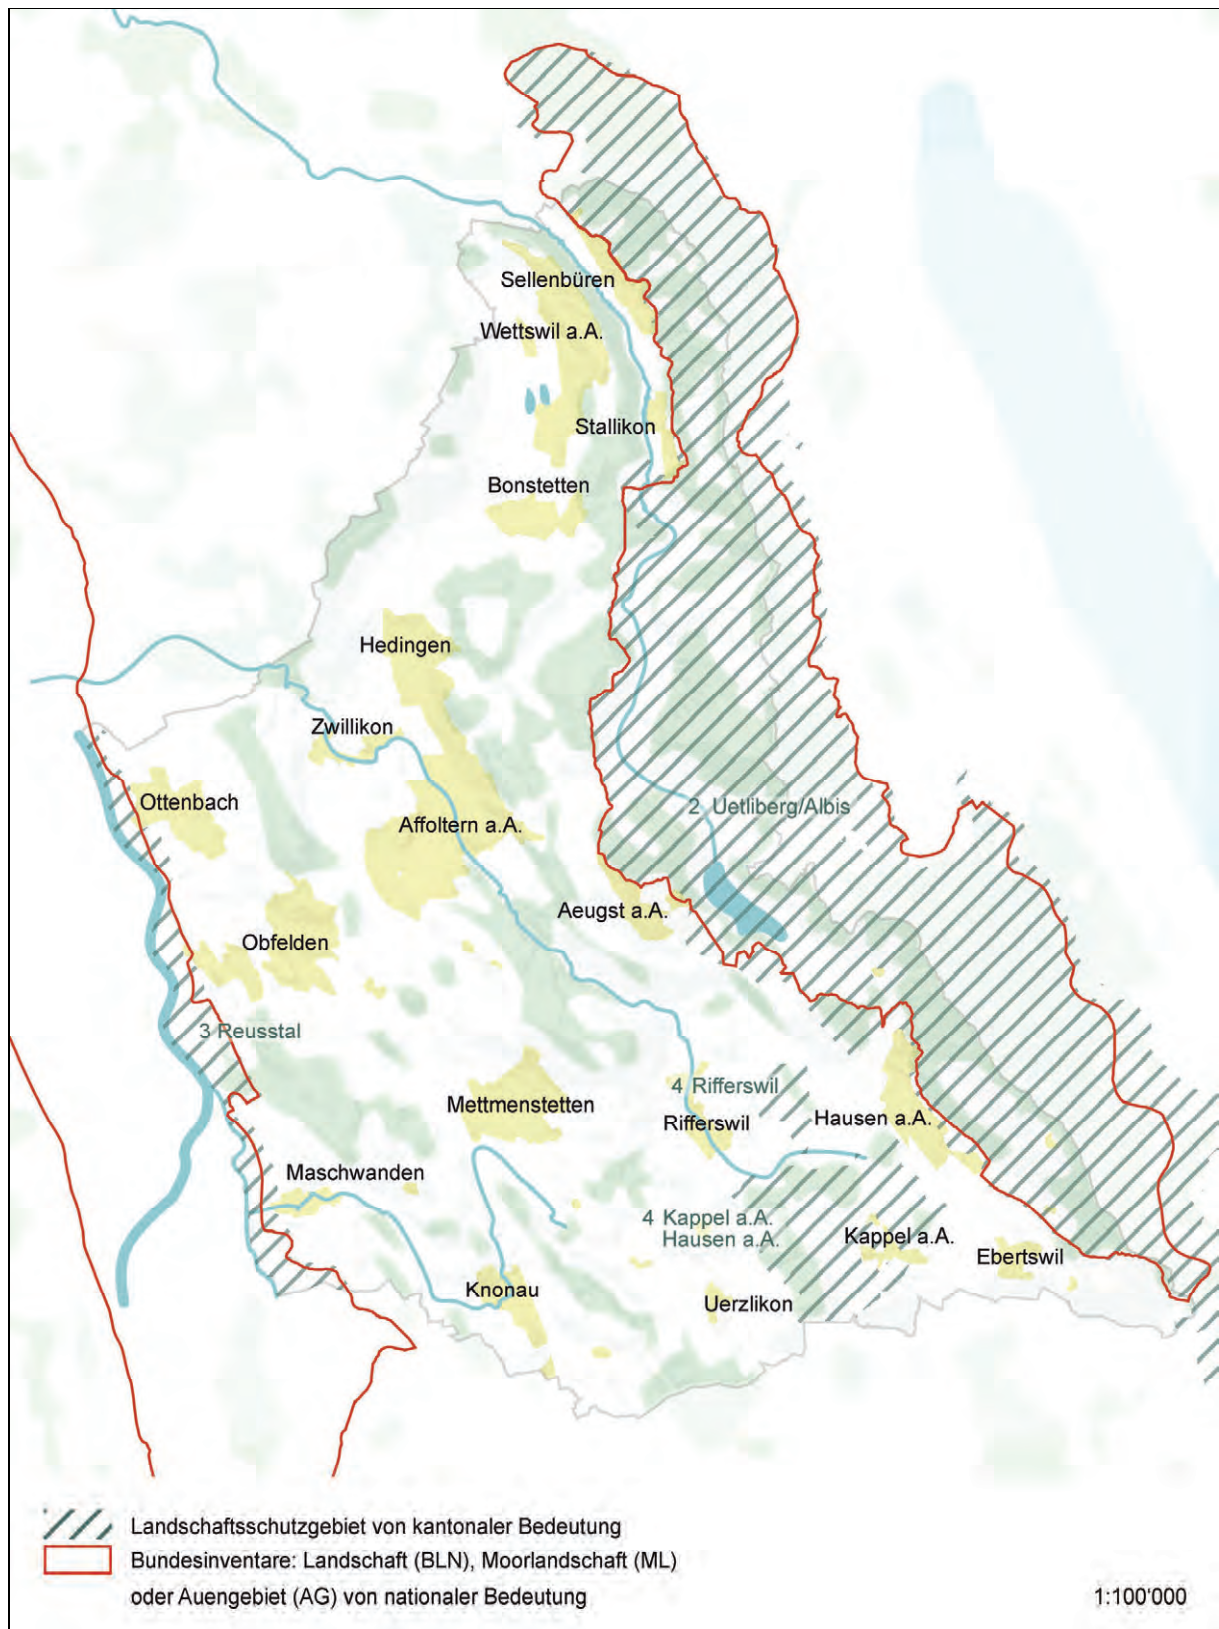 Sellenbüren
Wettswil a.A.
Stallikon
Bonstetten
Hedingen
Zwillikon
Ottenbach
2 Uetliberg/Albis
Affoltern a.A.
Aeugst a.A.
Obfelden
3 Reusstal
4 Rifferswil
Mettmenstetten
Rifferswil
Hausen a.A.
Maschwanden
4 Kappel a.A.
Hausen a.A.
Kappel a.A.
Ebertswil
Knonau
Uerzlikon
Landschaftsschutzgebiet von kantonaler Bedeutung
Bundesinventare: Landschaft (BLN), Moorlandschaft (ML)
oder Auengebiet (AG) von nationaler Bedeutung
1:100'000